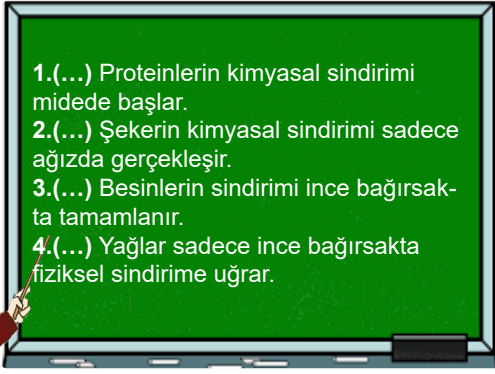 1.(…) Proteinlerin kimyasal sindirimi
midede başlar.
2.(…) Şekerin kimyasal sindirimi sadece
ağızda gerçekleşir.
3.(…) Besinlerin sindirimi ince bağırsak-
ta tamamlanır.
4.(…) Yağlar sadece ince bağırsakta
fiziksel sindirime uğrar.